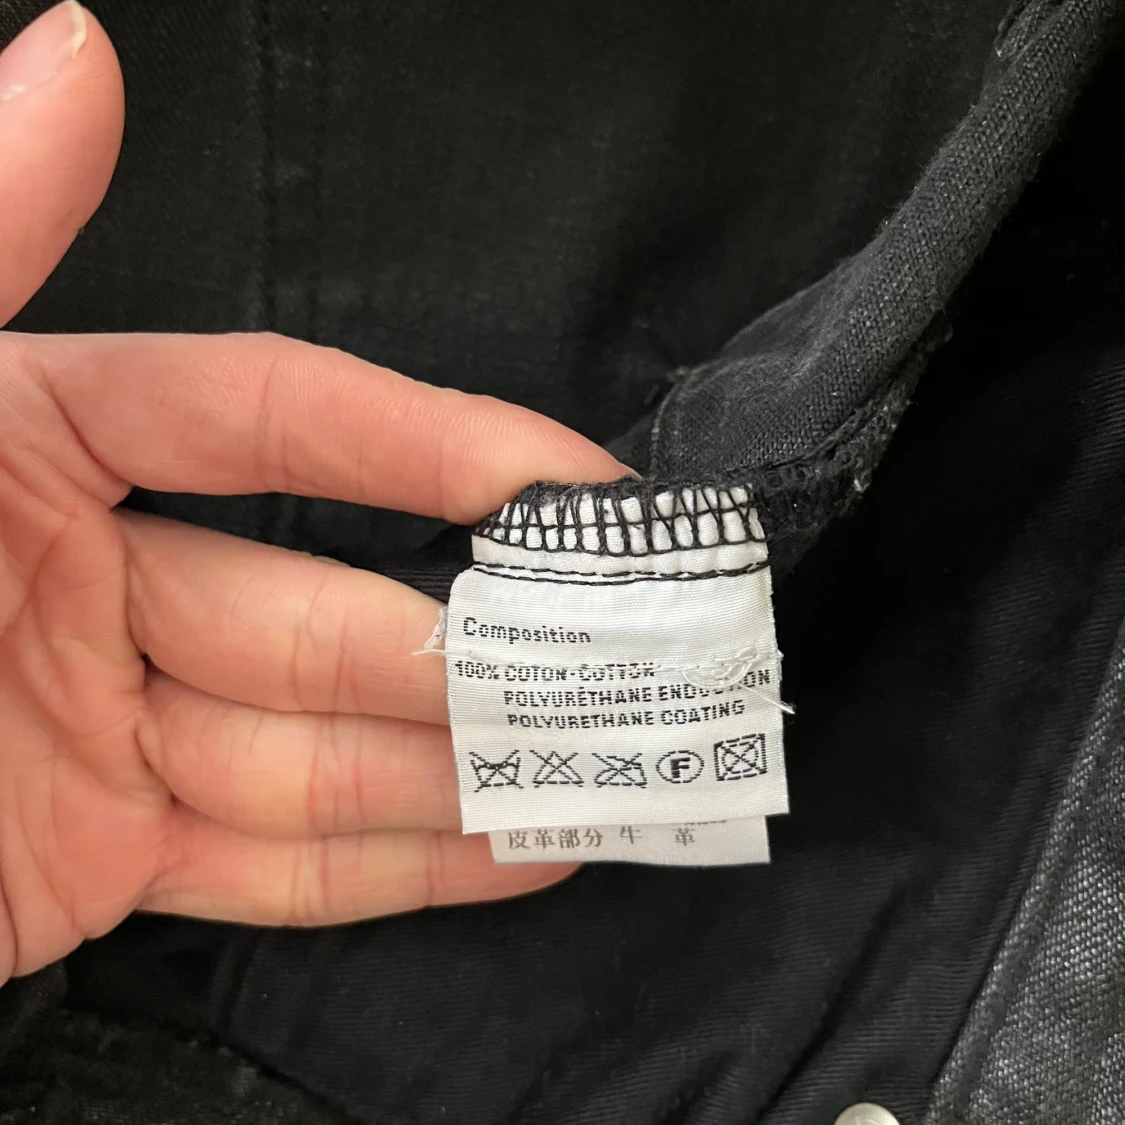 Composition
100% COTON-COTTON
POLYURÉTHANE ENDUCTION
POLYURETHANE COATING
F
皮革部分 牛 革